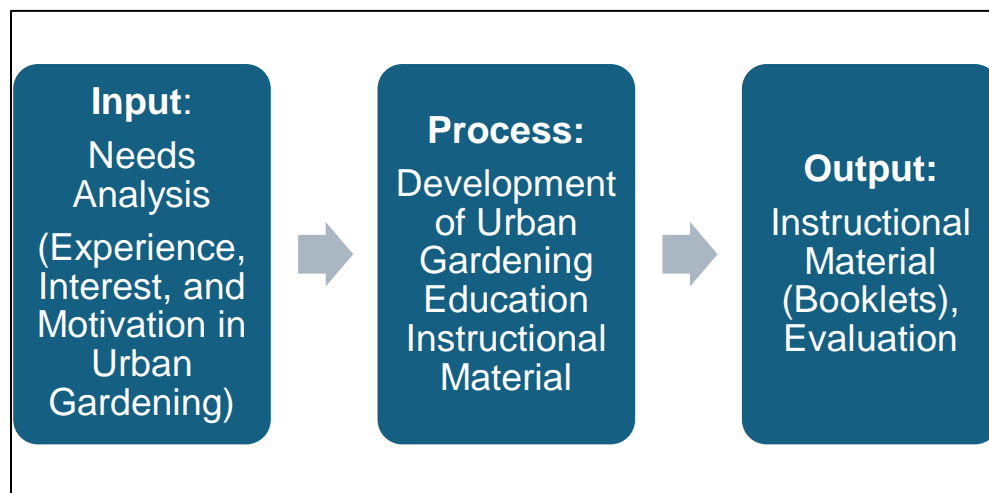 Input:
Needs
Analysis
(Experience,
Interest, and
Motivation in
Urban
Gardening)
Process:
Development
of Urban
Gardening
Education
Instructional
Material
Output:
Instructional
Material
(Booklets),
Evaluation